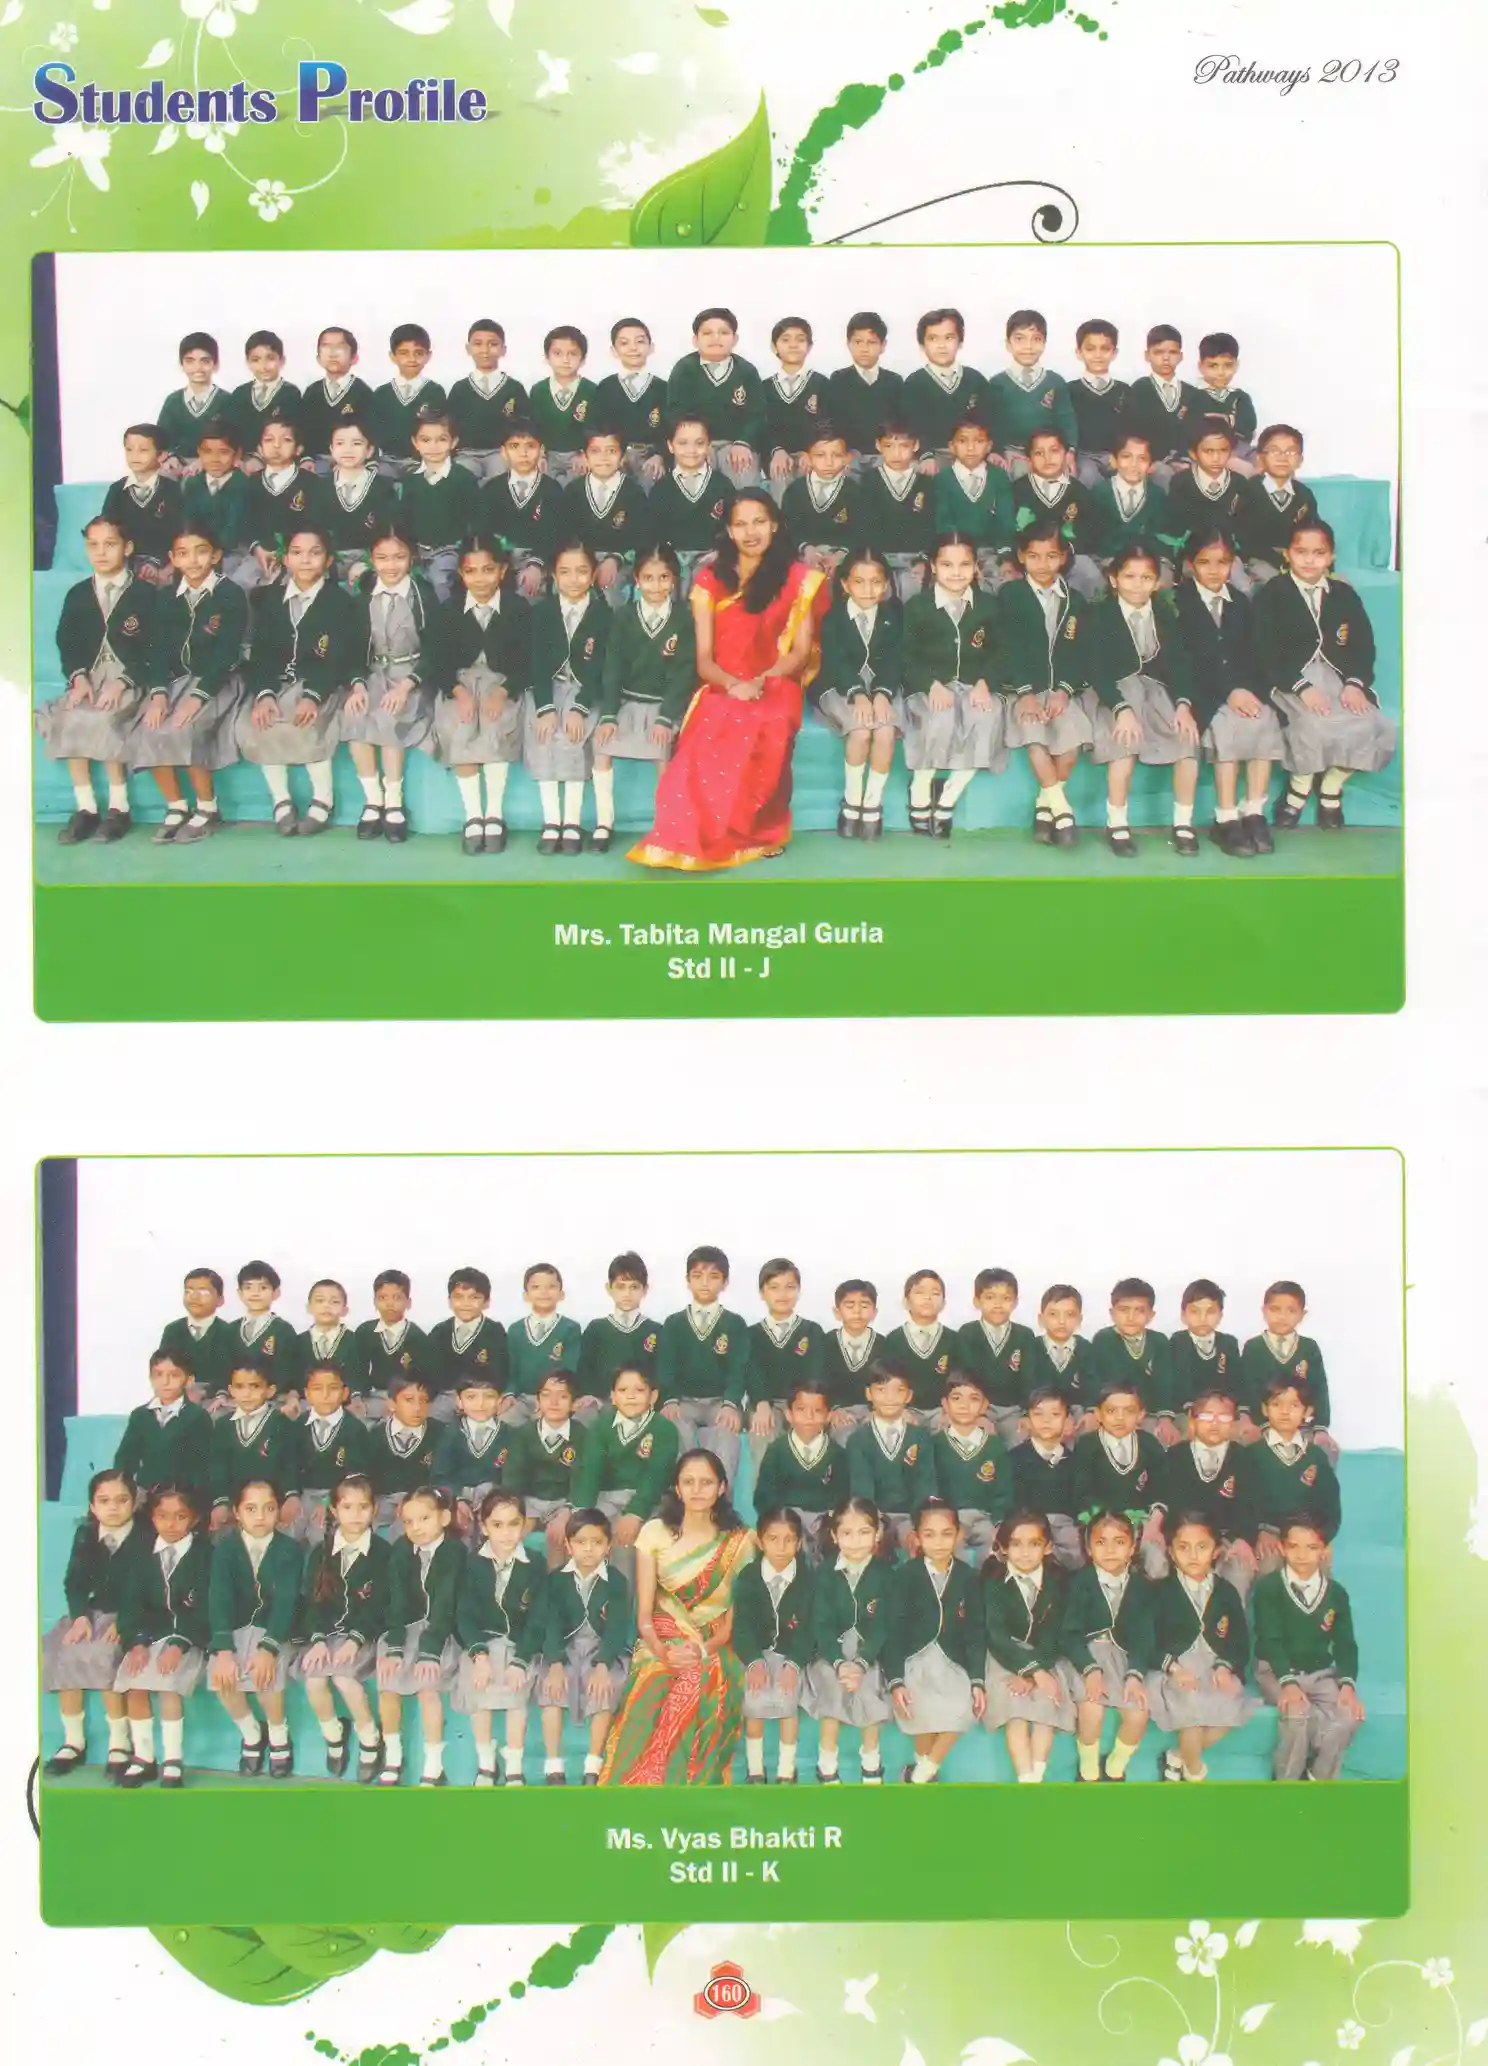 Students Profile
Pathways 2013
Mrs. Tabita Mangal Guria
Std II - J
Ms. Vyas Bhakti R
Std II - K
160